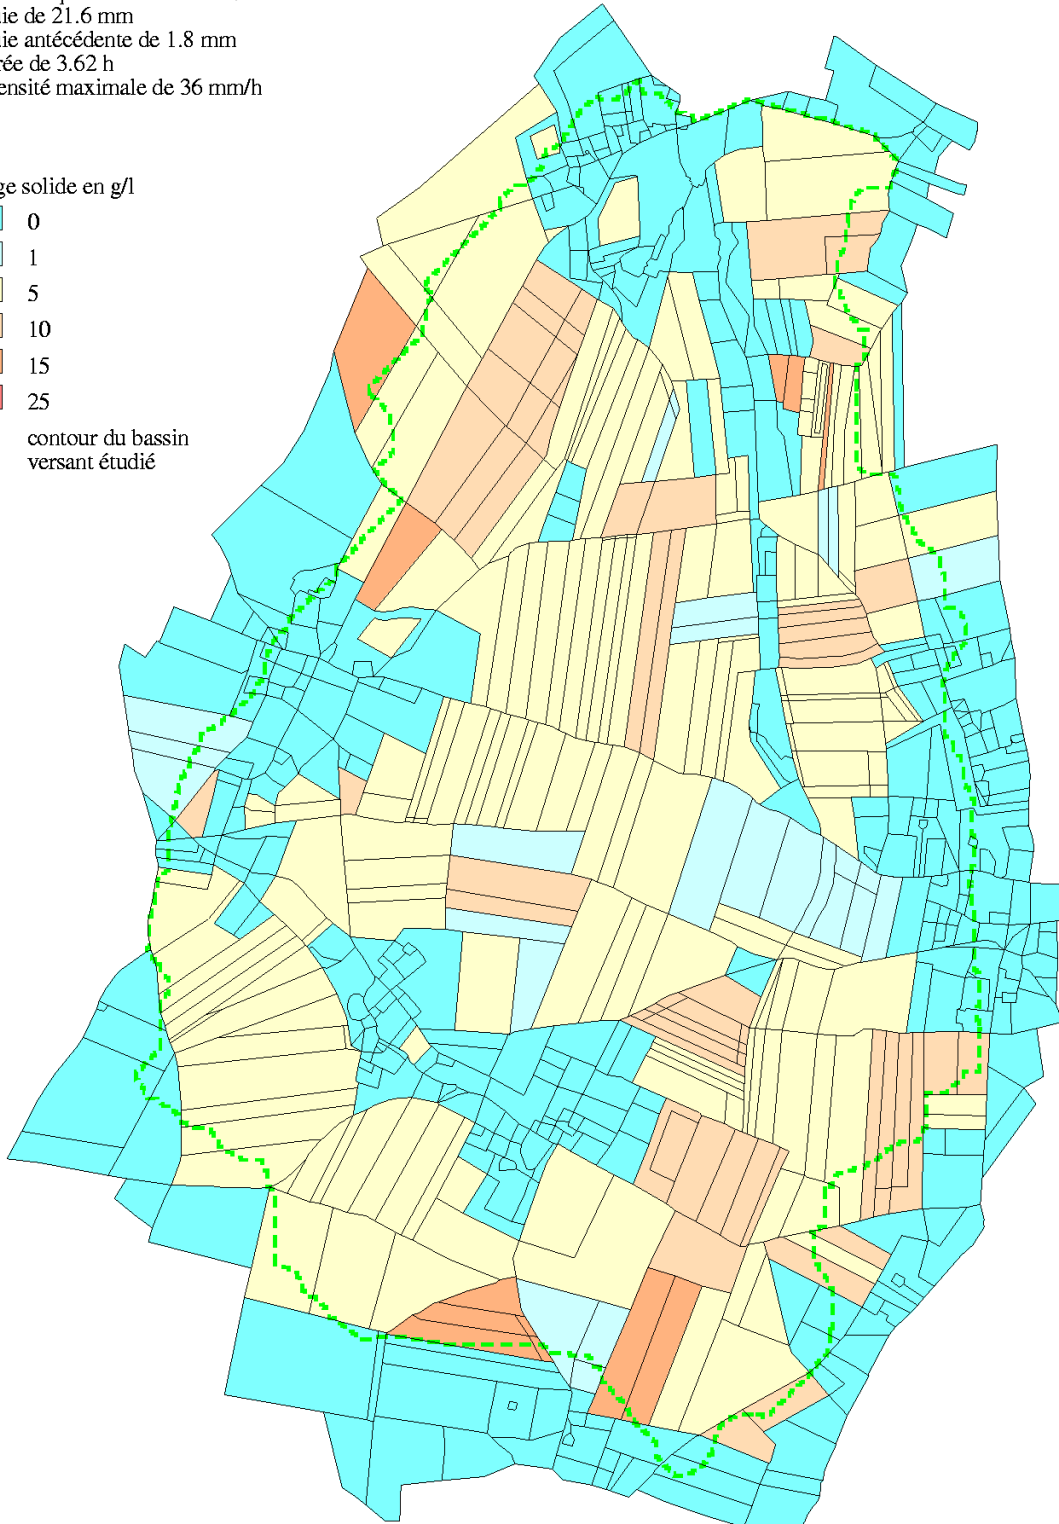 ie de 21.6 mm
ie antécédente de 1.8 mm
rée de 3.62 h
ensité maximale de 36 mm/h
ge solide en g/l
0
1
5
10
15
25
contour du bassin
versant étudié